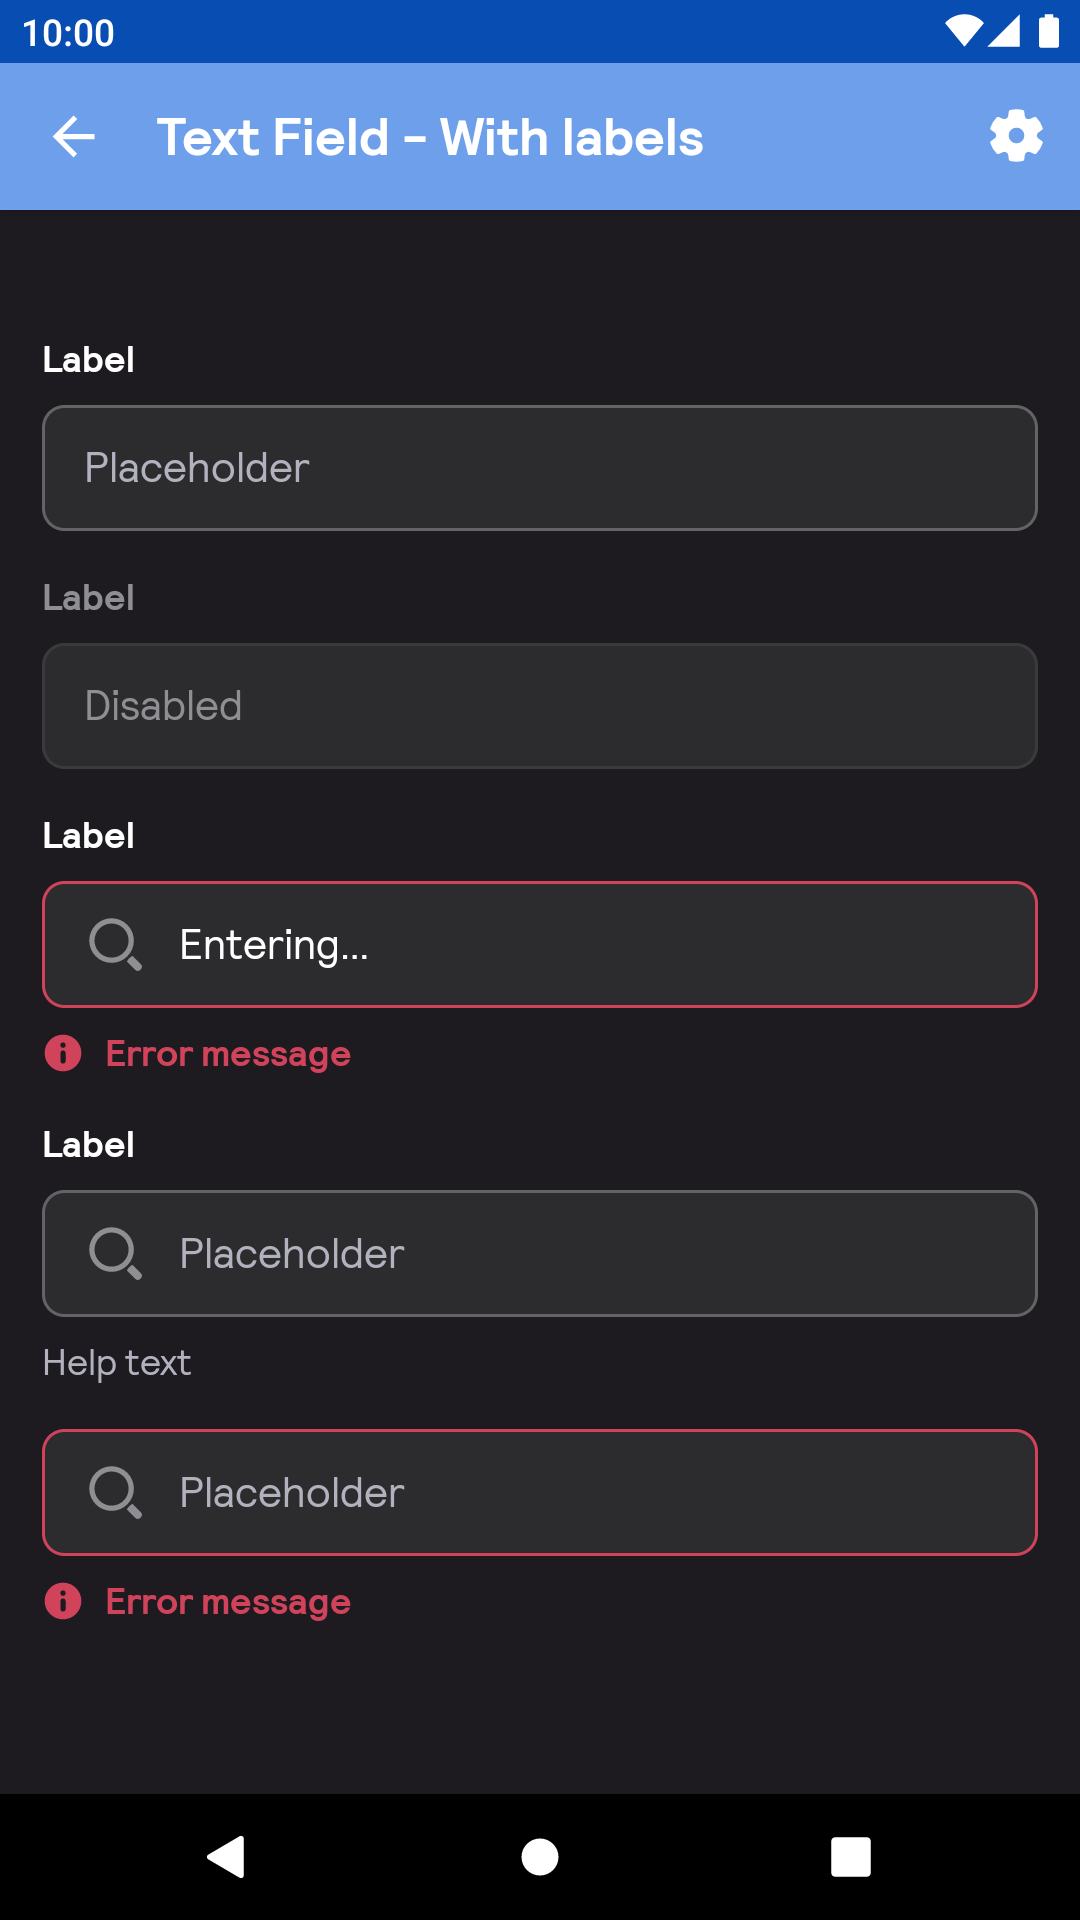 10:00
Text Field - With labels
Label
Placeholder
Label
Disabled
Label
Entering...
Error message
Label
Placeholder
Help text
Placeholder
Error message